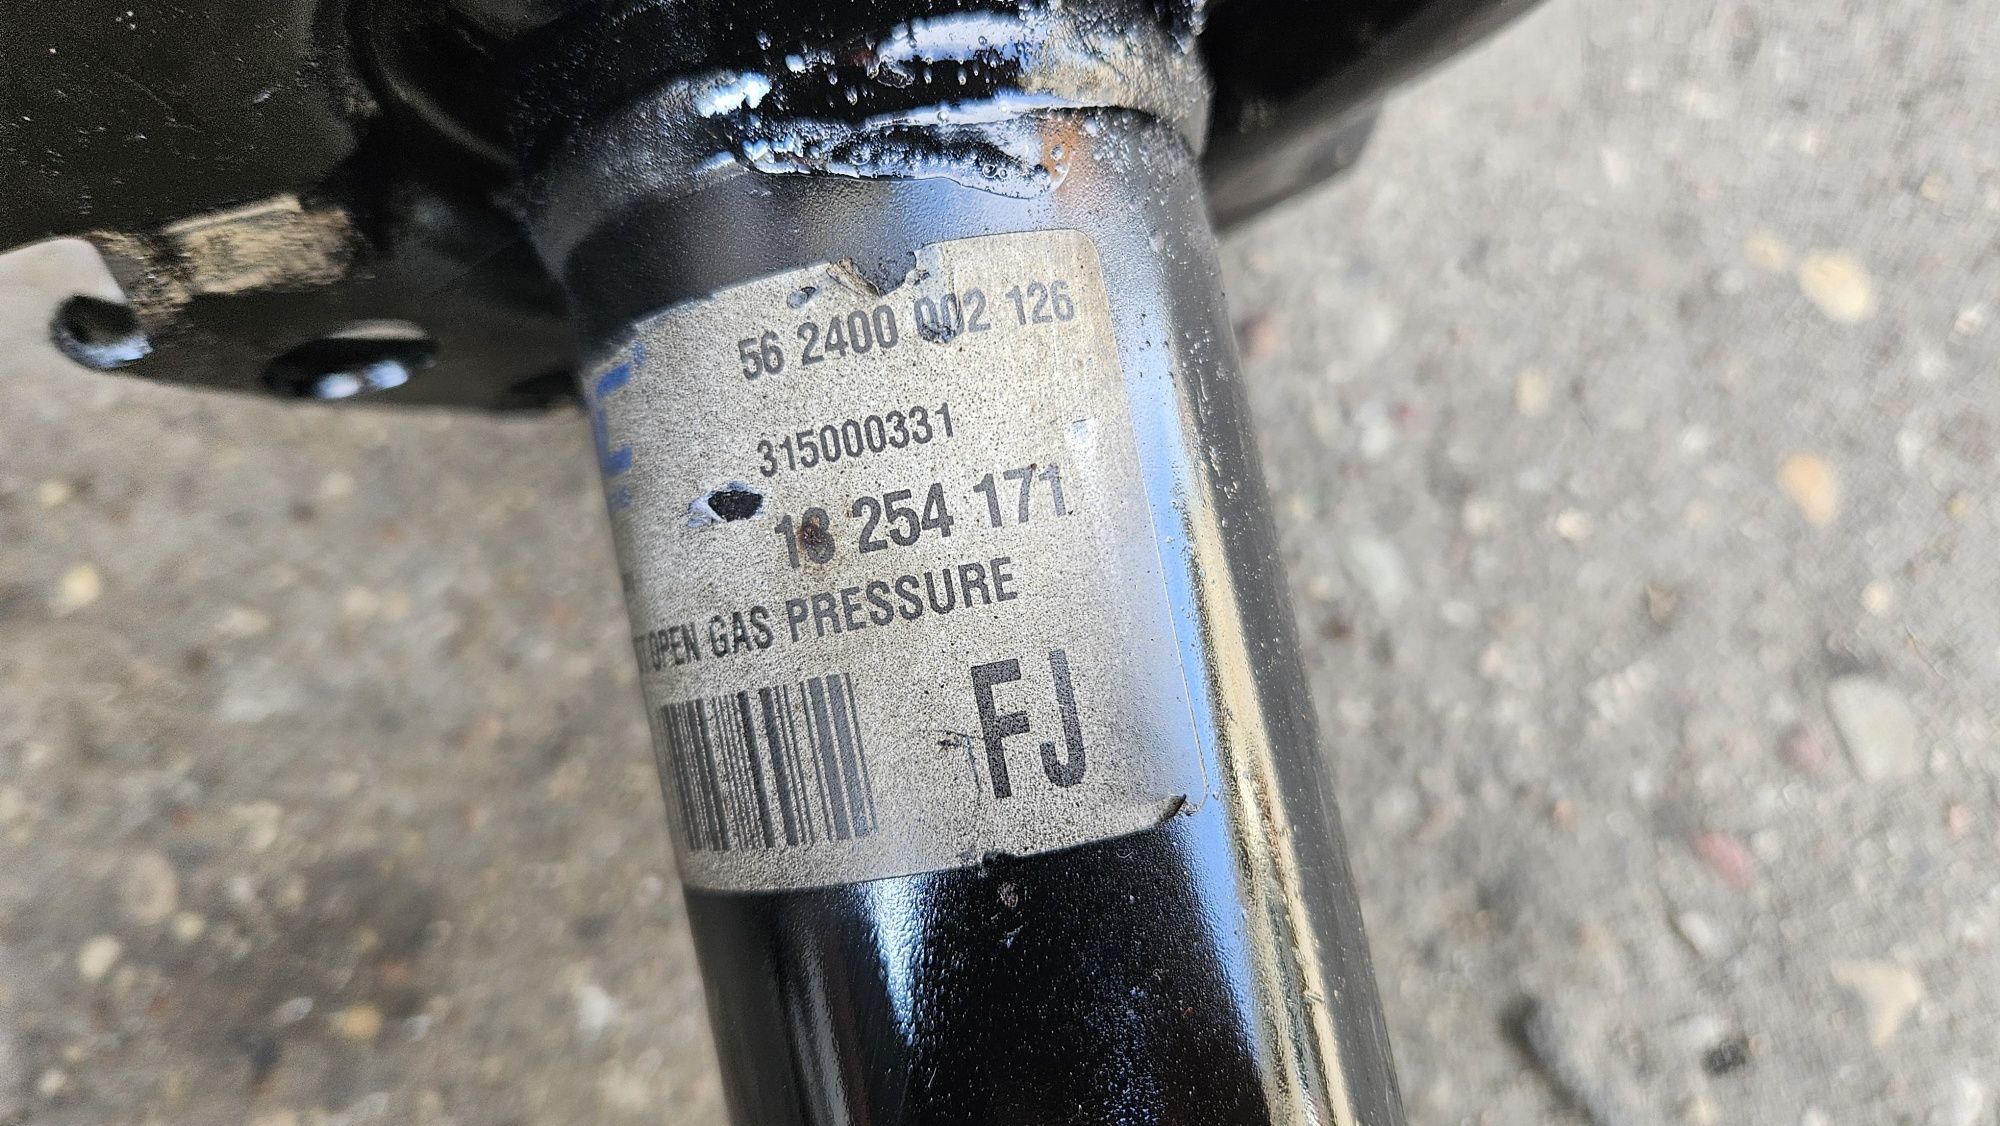 56 2400 002 126
315000331
13 254 171
OPEN GAS PRESSURE
FJ